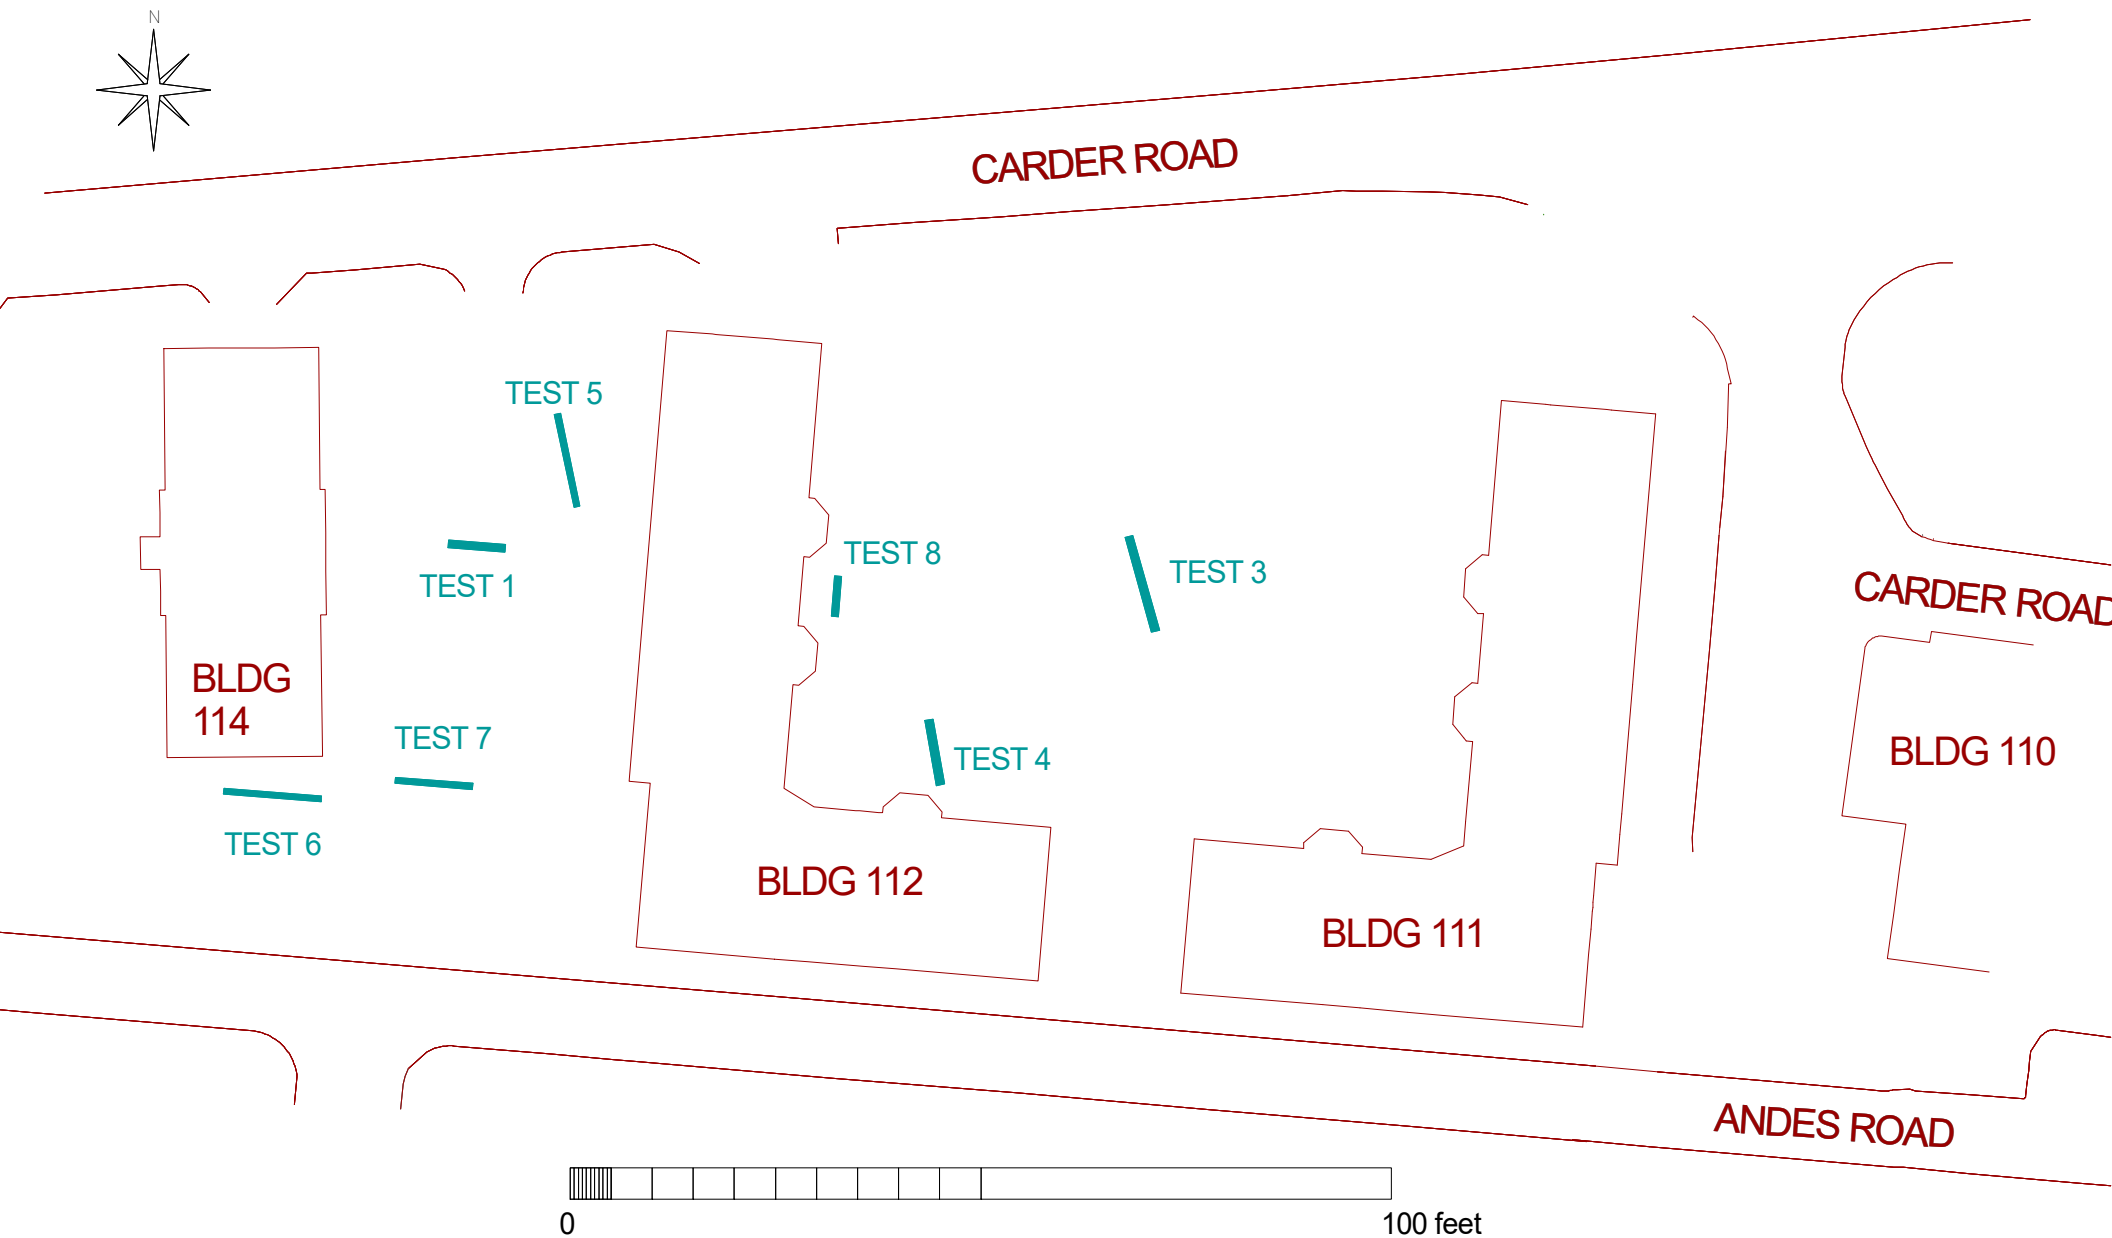 N
CARDER ROAD
TEST 5
TEST 8
TEST 3
TEST 1
CARDER ROAD
BLDG
114
TEST 7
TEST 4
BLDG 110
TEST 6
BLDG 112
BLDG 111
ANDES ROAD
0
100 feet